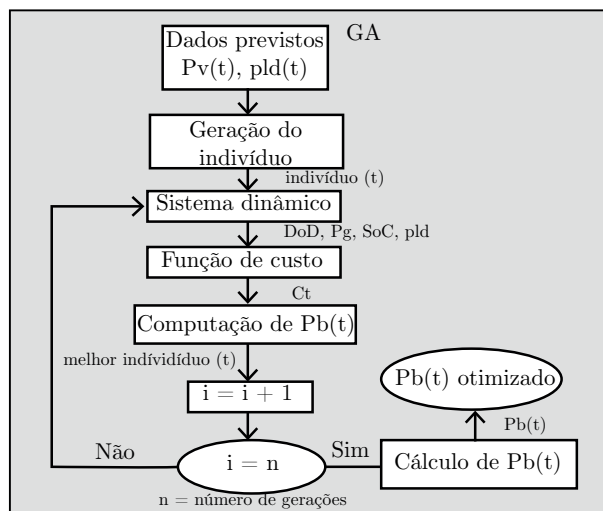 Dados previstos
Pv(t), pld(t)
GA
Geração do
indivíduo
indivíduo (t)
Sistema dinâmico
DoD, Pg, SoC, pld
Função de custo
Ct
Computação de Pb(t)
melhor indívidíduo (t)
i = i + 1
Pb(t) otimizado
Pb(t)
Não
i = n
Sim
Cálculo de Pb(t)
n = número de gerações